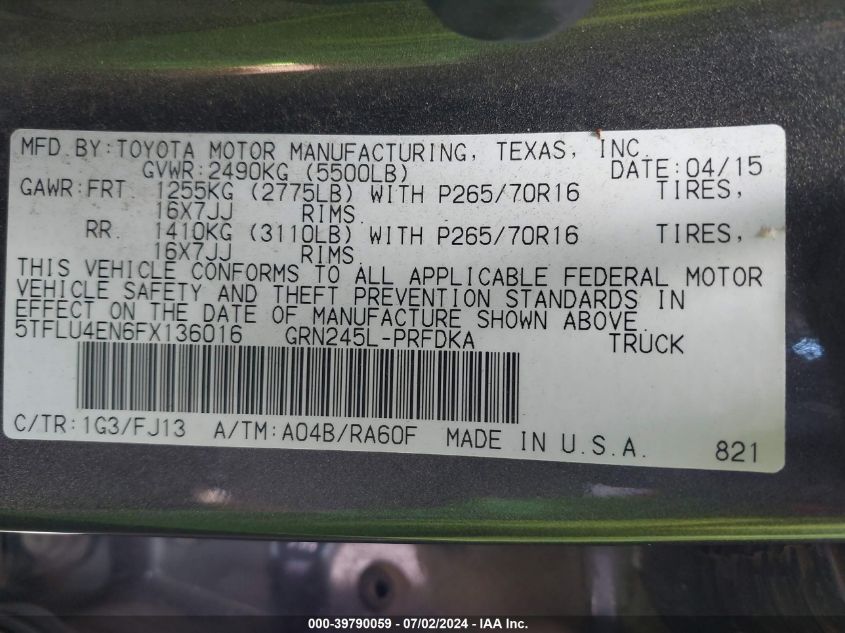 MFD.BY:TOYOTA MOTOR MANUFACTURING, TEXAS, INC.
GVWR:2490KG (5500LB) DATE:04/15
GAWR:FRT 1255KG (2775LB) WITH P265/70R16 TIRES,
16X7JJ RIMS.
RR. 1410KG (3110LB) WITH P265/70R16 TIRES,
16X7JJ RIMS.
THIS VEHICLE CONFORMS TO ALL APPLICABLE FEDERAL MOTOR
VEHICLE SAFETY AND THEFT PREVENTION STANDARDS IN
EFFECT ON THE DATE OF MANUFACTURE SHOWN ABOVE.
5TFLU4EN6FX136016 GRN245L-PRFDKA TRUCK
C/TR:1G3/FJ13 A/TM:A04B/RA60F MADE IN U.S.A. 821
000-39790059 - 07/02/2024 - IAA Inc.